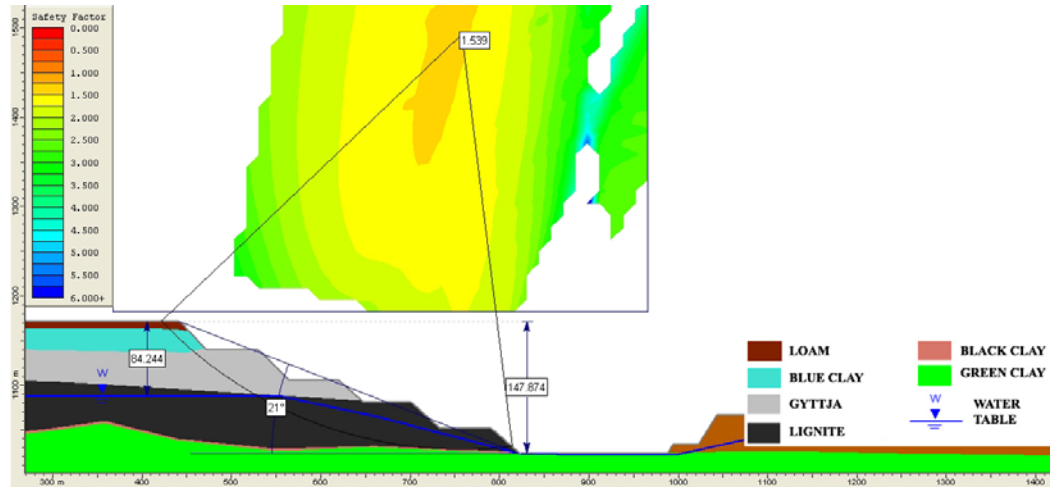 Safety Factor
0.000
0.500
1.000
1.500
2.000
2.500
3.000
3.500
4.000
4.500
5.000
5.500
6.000+
1.539
1500
1400
1300
1200
1100 m
84.244
147.874
21°
W
LOAM
BLUE CLAY
GYTTJA
LIGNITE
BLACK CLAY
GREEN CLAY
W
WATER
TABLE
300 m 400 500 600 700 800 900 1000 1100 1200 1300 1400